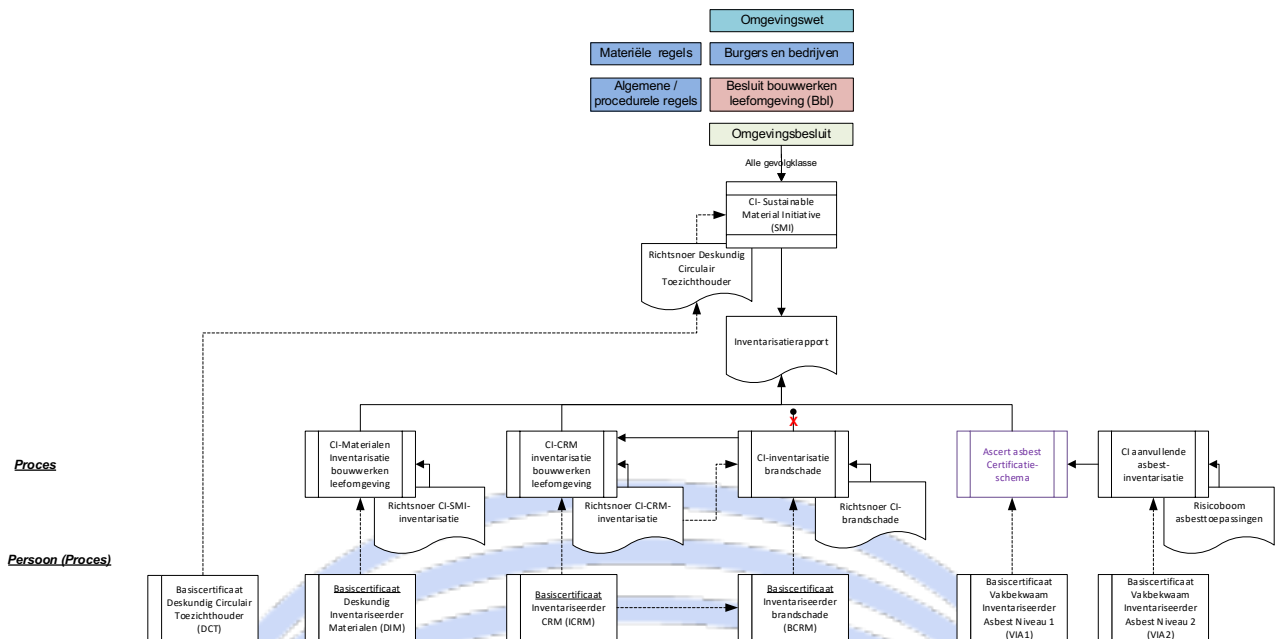 Omgevingswet
Materiële regels
Burgers en bedrijven
Algemene /
procedurele regels
Besluit bouwwerken
leefomgeving (Bbl)
Omgevingsbesluit
Alle gevolgklasse
CI- Sustainable
Material Initiative
(SMI)
Richtsnoer Deskundig
Circulair
Toezichthouder
Inventarisatierapport
X
Proces
CI-Materialen
Inventarisatie
bouwwerken
leefomgeving
CI-CRM
inventarisatie
bouwwerken
leefomgeving
CI-inventarisatie
brandschade
Ascert asbest
Certificatie-
schema
CI aanvullende
asbest-
inventarisatie
Richtsnoer CI-SMI-
inventarisatie
Richtsnoer CI-CRM-
inventarisatie
Richtsnoer CI-
brandschade
Risicoboom
asbesttoepassingen
Persoon (Proces)
Basiscertificaat
Deskundig Circulair
Toezichthouder
(DCT)
Basiscertificaat
Deskundig
Inventariseerder
Materialen (DIM)
Basiscertificaat
Inventariseerder
CRM (ICRM)
Basiscertificaat
Inventariseerder
brandschade
(BCRM)
Basiscertificaat
Vakbekwaam
Inventariseerder
Asbest Niveau 1
(VIA1)
Basiscertificaat
Vakbekwaam
Inventariseerder
Asbest Niveau 2
(VIA2)